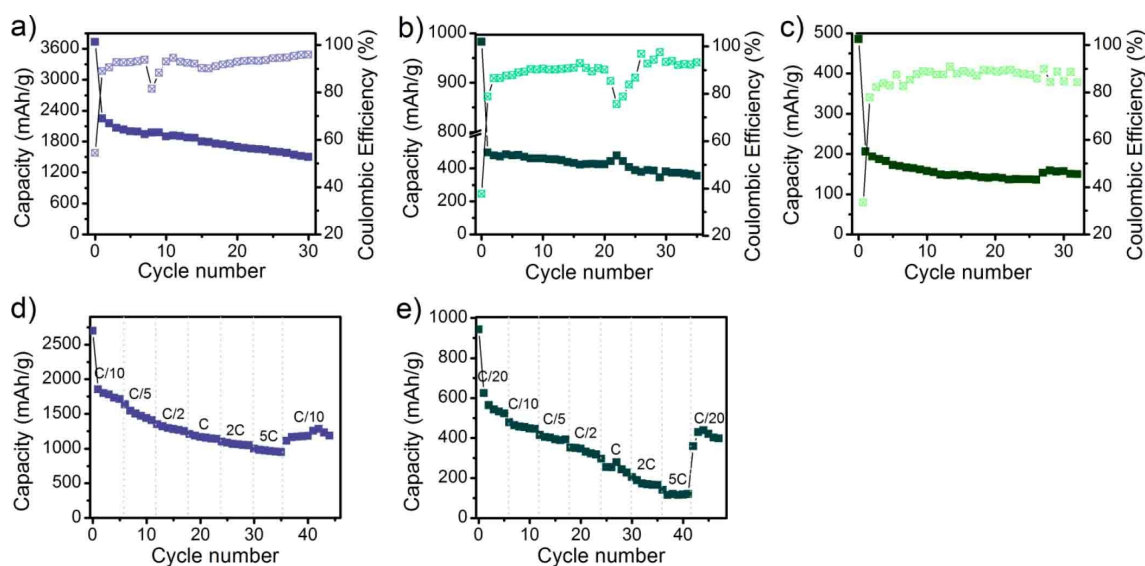 a)
3600
3000
2400
1800
1200
600
0
Capacity (mAh/g)
100
80
60
40
20
Coulombic Efficiency (%)
0 10 20 30
Cycle number
b)
1000
900
800
400
200
0
Capacity (mAh/g)
100
80
60
40
20
Coulombic Efficiency (%)
0 10 20 30
Cycle number
c)
500
400
300
200
100
0
Capacity (mAh/g)
100
80
60
40
20
Coulombic Efficiency (%)
0 10 20 30
Cycle number
d)
2500
2000
1500
1000
500
0
Capacity (mAh/g)
C/10
C/5
C/2
C
2C
5C
C/10
0 10 20 30 40
Cycle number
e)
1000
800
600
400
200
0
Capacity (mAh/g)
C/20
C/10
C/5
C/2
C
2C
5C
C/20
0 10 20 30 40
Cycle number